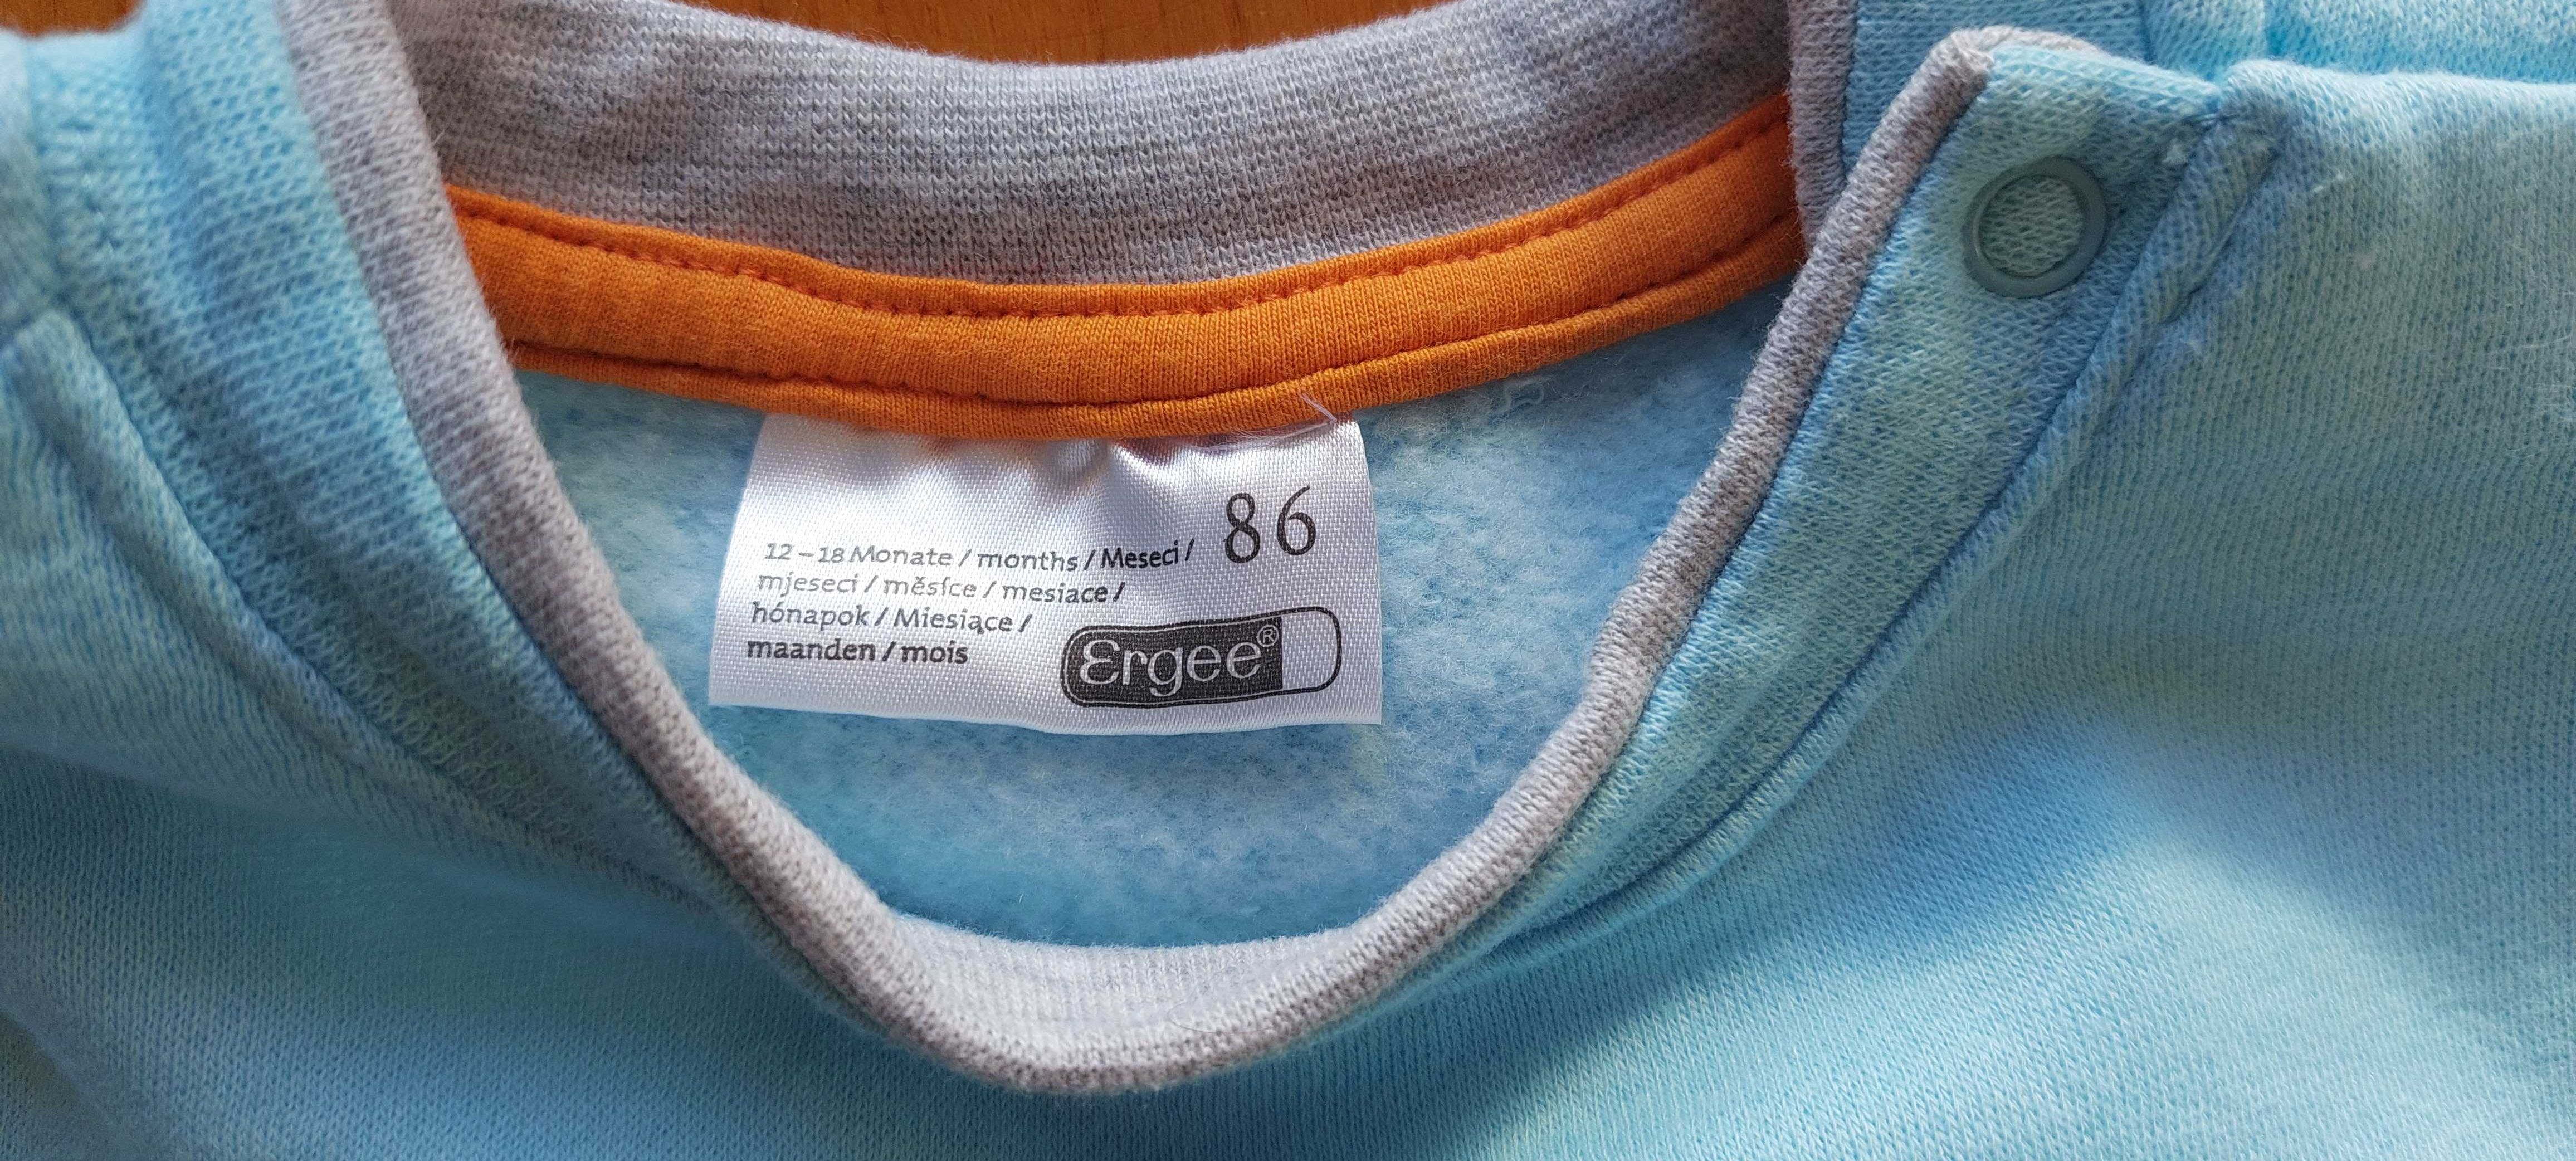 86
12–18 Monate / months / Meseci /
mjeseci / měsíce / mesiace /
hónapok / Miesiące /
maanden / mois
Ergee®